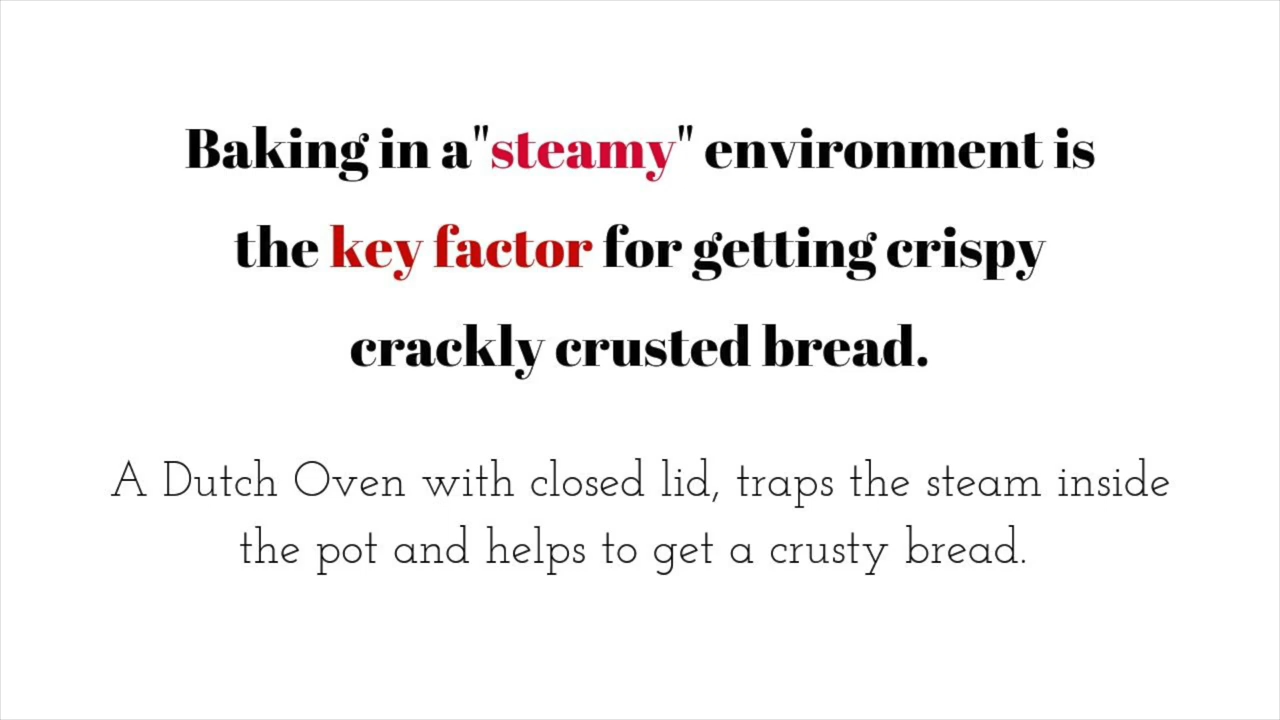 Baking in a"steamy" environment is
the key factor for getting crispy
crackly crusted bread.
A Dutch Oven with closed lid, traps the steam inside
the pot and helps to get a crusty bread.